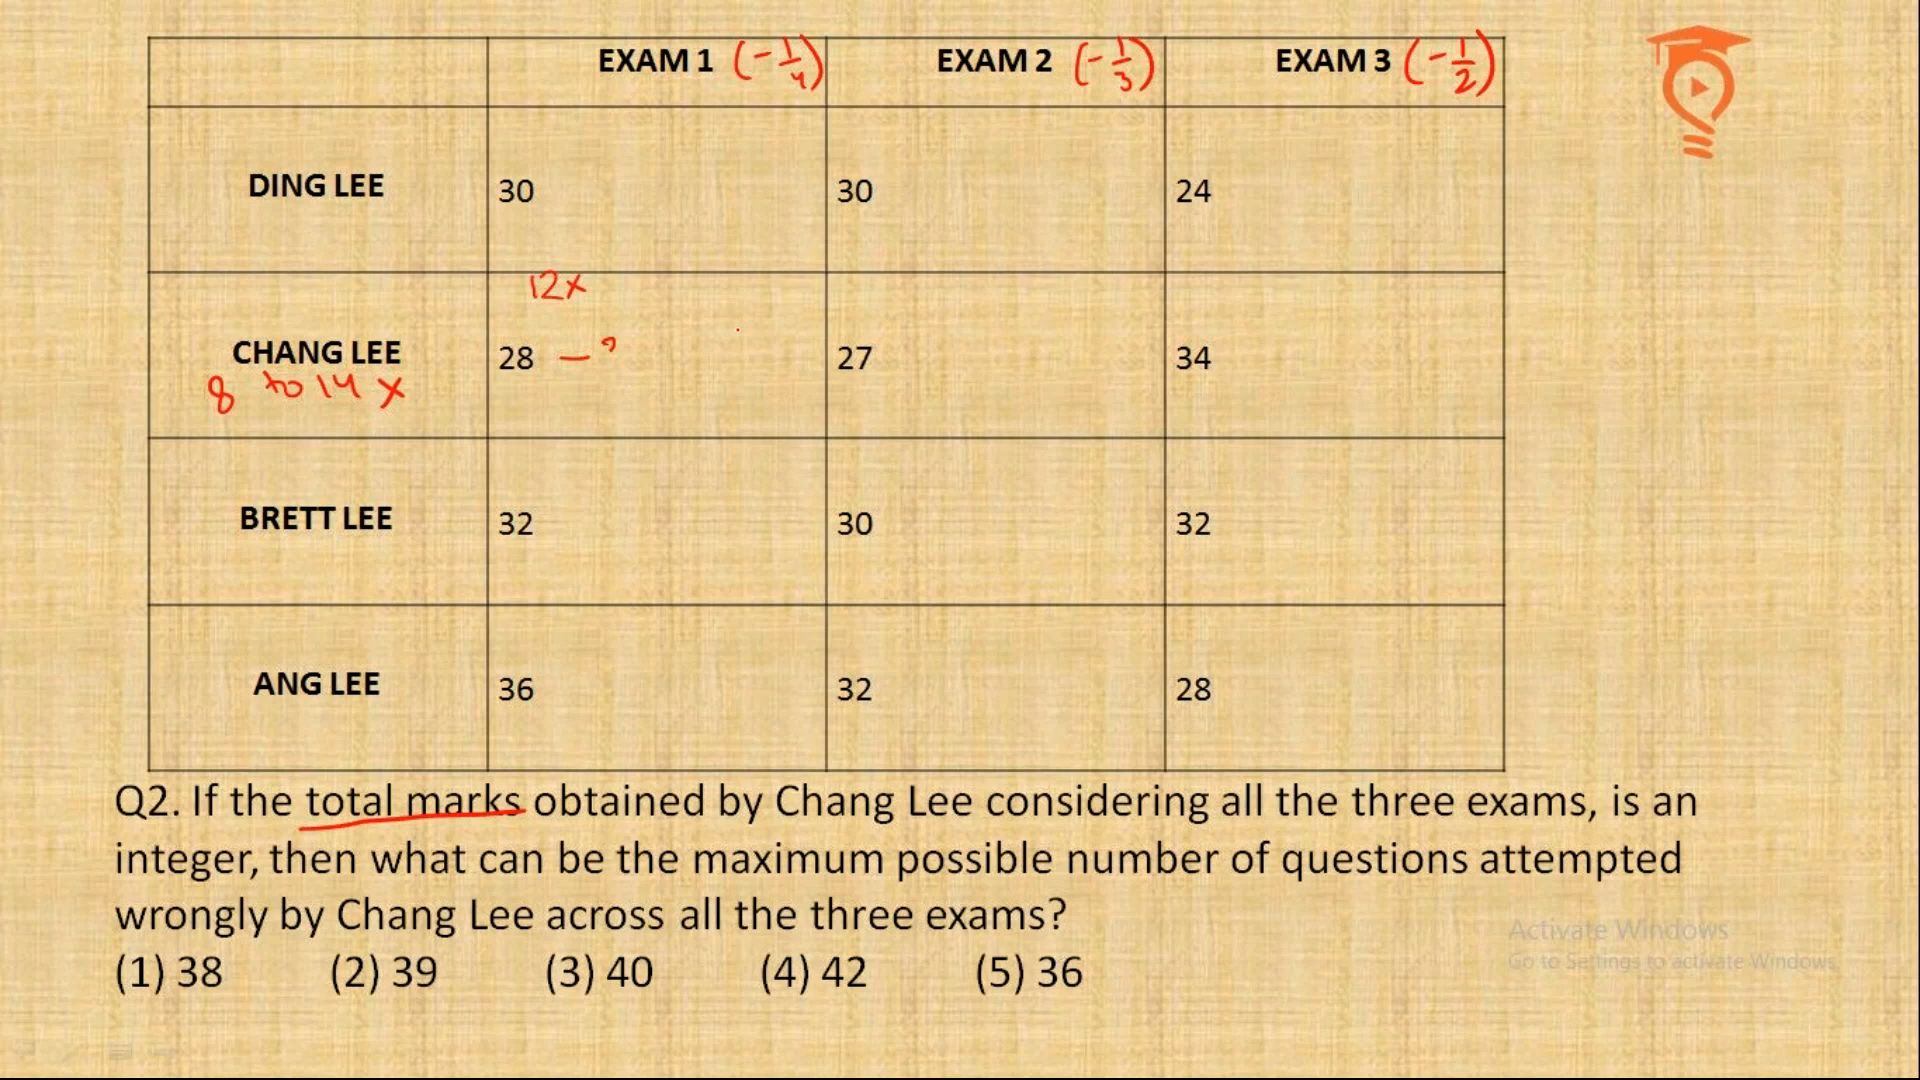 EXAM 1 (-1/4) EXAM 2 (-1/3) EXAM 3 (-1/2)
DING LEE 30 30 24
12x
CHANG LEE 28 — ? 27 34
8 to 14 x
BRETT LEE 32 30 32
ANG LEE 36 32 28
Q2. If the total marks obtained by Chang Lee considering all the three exams, is an
integer, then what can be the maximum possible number of questions attempted
wrongly by Chang Lee across all the three exams?
(1) 38 (2) 39 (3) 40 (4) 42 (5) 36
Activate Windows
Go to Settings to activate Windows.